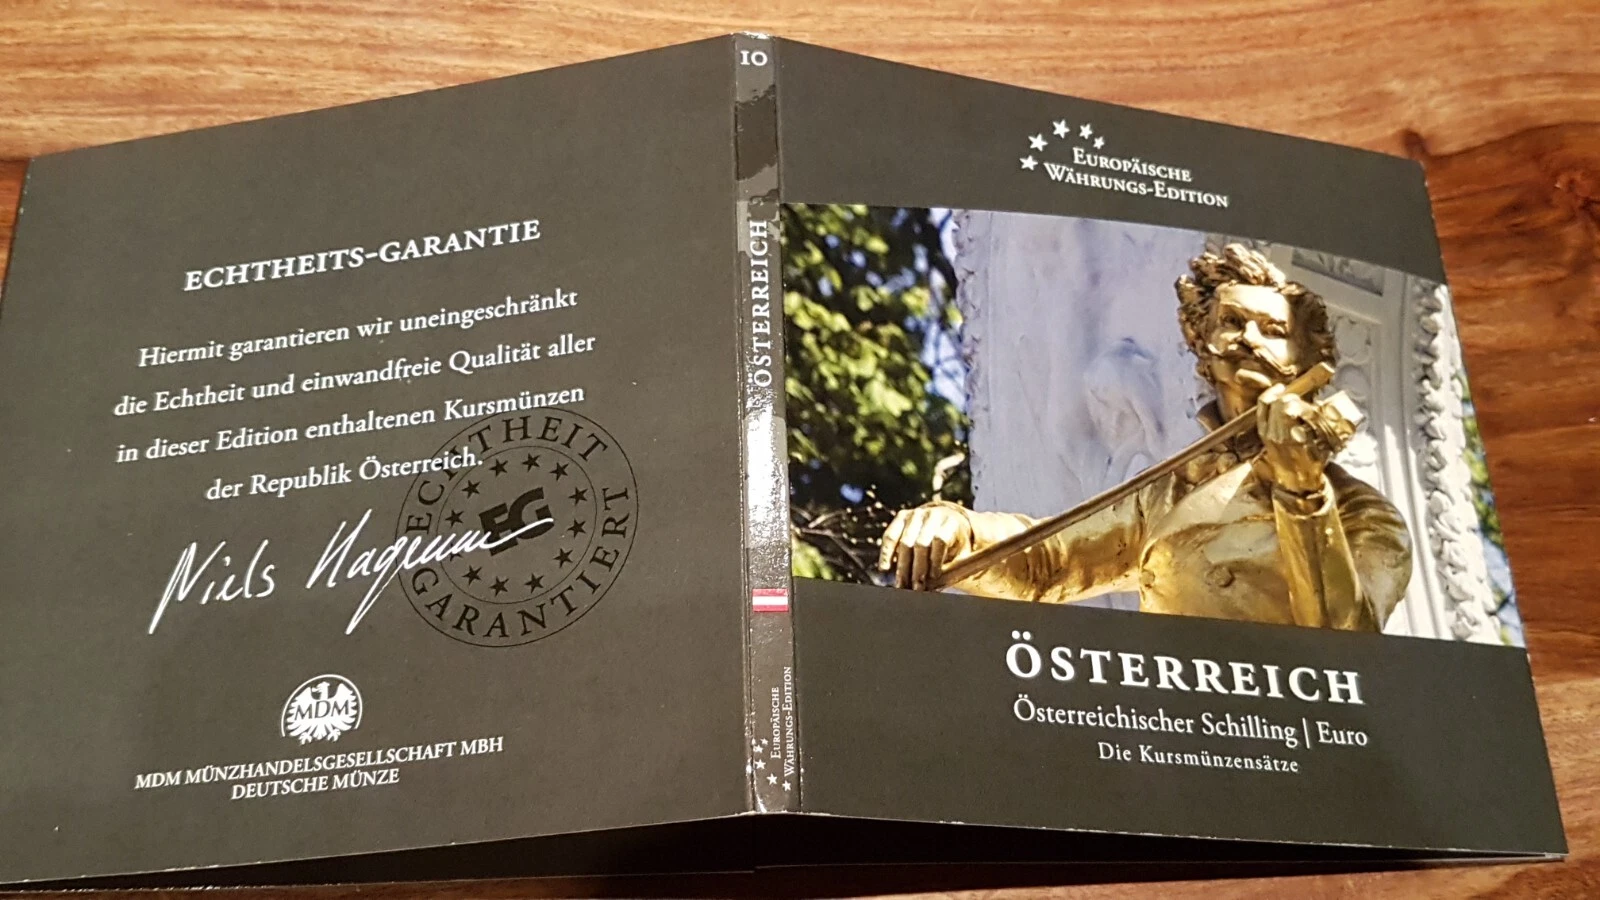 ECHTHEITS-GARANTIE
Hiermit garantieren wir uneingeschränkt
die Echtheit und einwandfreie Qualität aller
in dieser Edition enthaltenen Kursmünzen
der Republik Österreich.
ECHTHEIT
EG
GARANTIERT
Niels Nagemm
MDM
MDM MÜNZHANDELSGESELLSCHAFT MBH
DEUTSCHE MÜNZE
10
ÖSTERREICH
EUROPÄISCHE
WÄHRUNGS-EDITION
EUROPÄISCHE
WÄHRUNGS-EDITION
ÖSTERREICH
Österreichischer Schilling | Euro
Die Kursmünzensätze